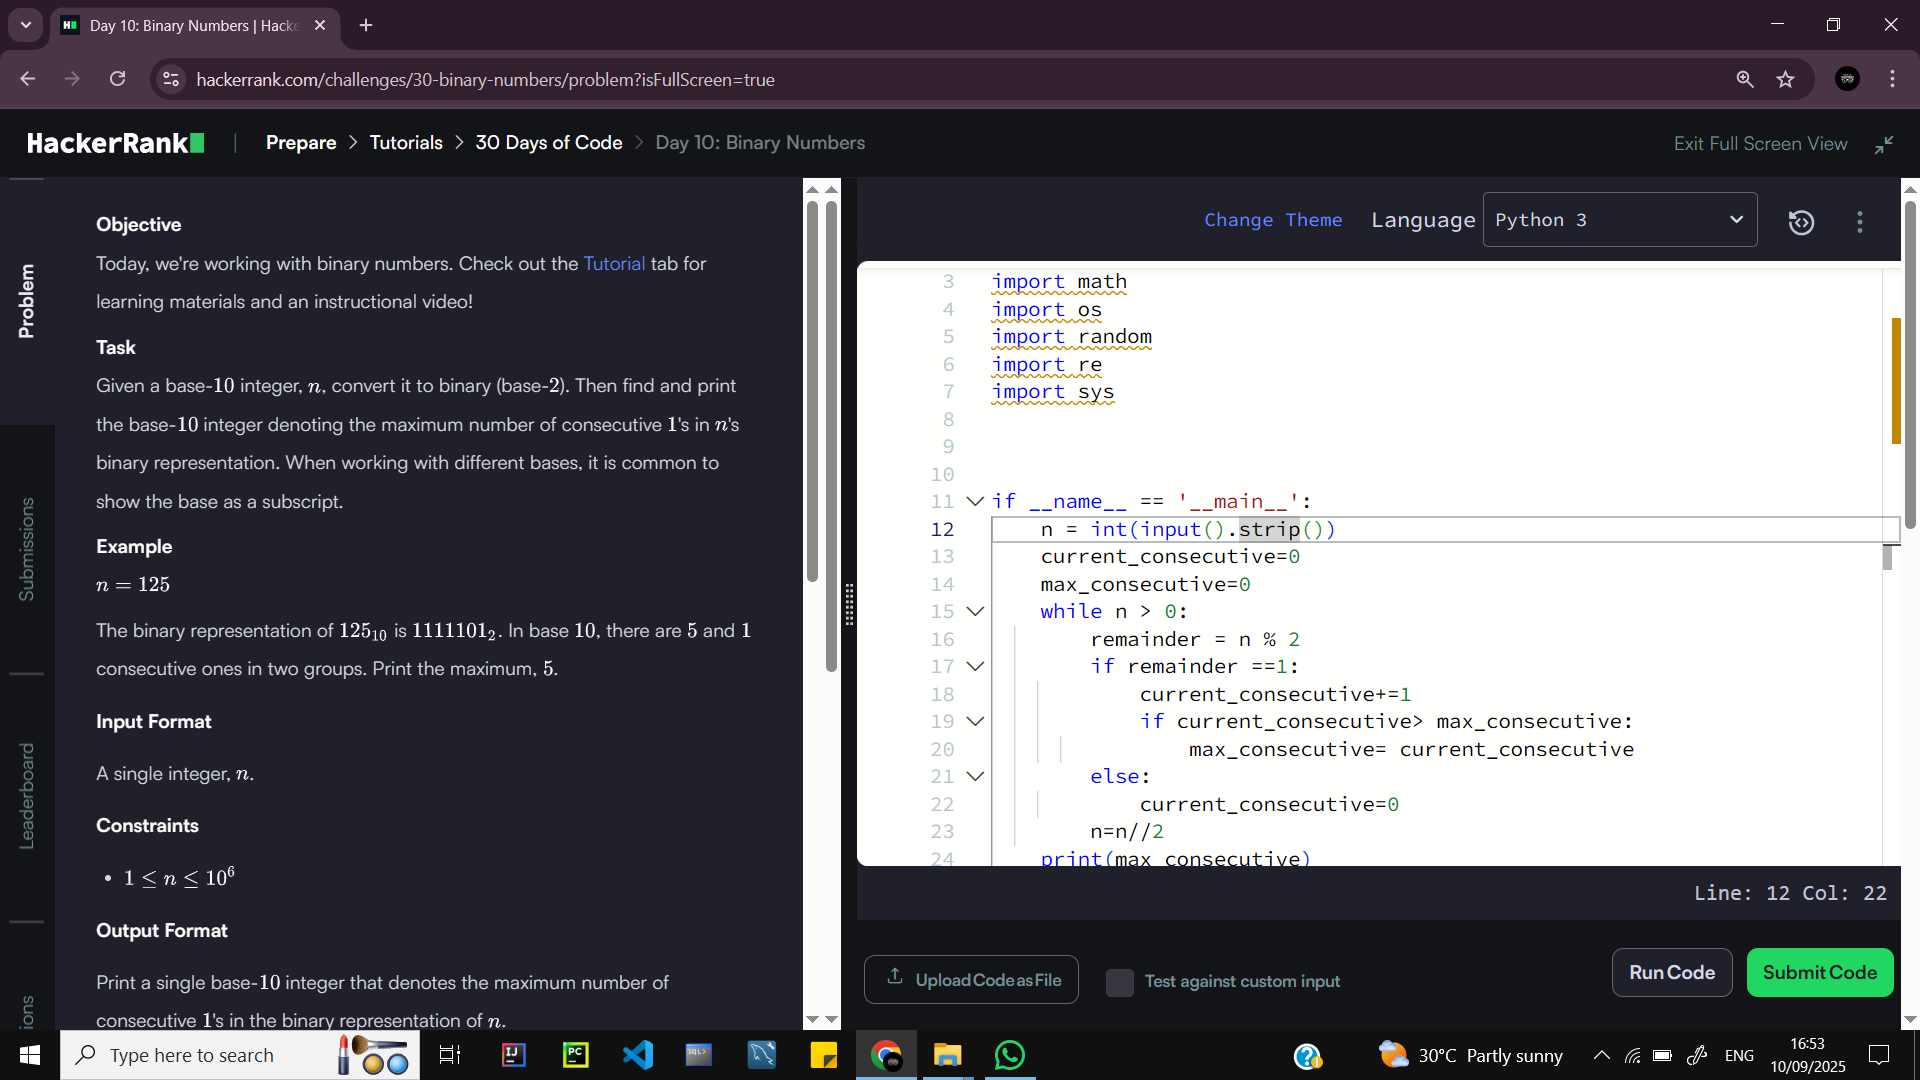 Day 10: Binary Numbers | Hacke
hackerrank.com/challenges/30-binary-numbers/problem?isFullScreen=true
HackerRank | Prepare > Tutorials > 30 Days of Code > Day 10: Binary Numbers
Exit Full Screen View
Problem
Submissions
Leaderboard
ions
Objective
Today, we're working with binary numbers. Check out the Tutorial tab for
learning materials and an instructional video!
Task
Given a base-10 integer, n, convert it to binary (base-2). Then find and print
the base-10 integer denoting the maximum number of consecutive 1's in n's
binary representation. When working with different bases, it is common to
show the base as a subscript.
Example
n = 125
The binary representation of 125₁₀ is 1111101₂. In base 10, there are 5 and 1
consecutive ones in two groups. Print the maximum, 5.
Input Format
A single integer, n.
Constraints
• 1 ≤ n ≤ 10⁶
Output Format
Print a single base-10 integer that denotes the maximum number of
consecutive 1's in the binary representation of n.
Change Theme Language Python 3
3 import math
4 import os
5 import random
6 import re
7 import sys
8
9
10
11 if __name__ == '__main__':
12     n = int(input().strip())
13     current_consecutive=0
14     max_consecutive=0
15     while n > 0:
16         remainder = n % 2
17         if remainder ==1:
18             current_consecutive+=1
19             if current_consecutive> max_consecutive:
20                 max_consecutive= current_consecutive
21         else:
22             current_consecutive=0
23         n=n//2
24     print(max_consecutive)
Line: 12 Col: 22
Upload Code as File
Test against custom input
Run Code
Submit Code
Type here to search
30°C Partly sunny
ENG
16:53
10/09/2025